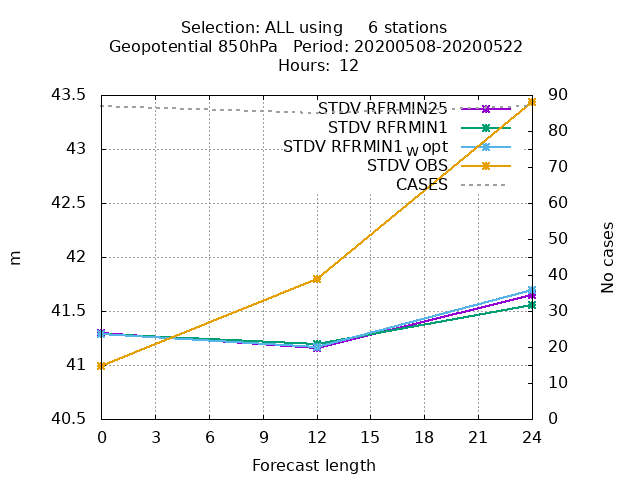 Selection: ALL using     6 stations
Geopotential 850hPa   Period: 20200508-20200522
Hours: 12
STDV RFRMIN25
STDV RFRMIN1
STDV RFRMIN1_W opt
STDV OBS
CASES
43.5
43
42.5
42
41.5
41
40.5
m
90
80
70
60
50
40
30
20
10
0
No cases
0 3 6 9 12 15 18 21 24
Forecast length